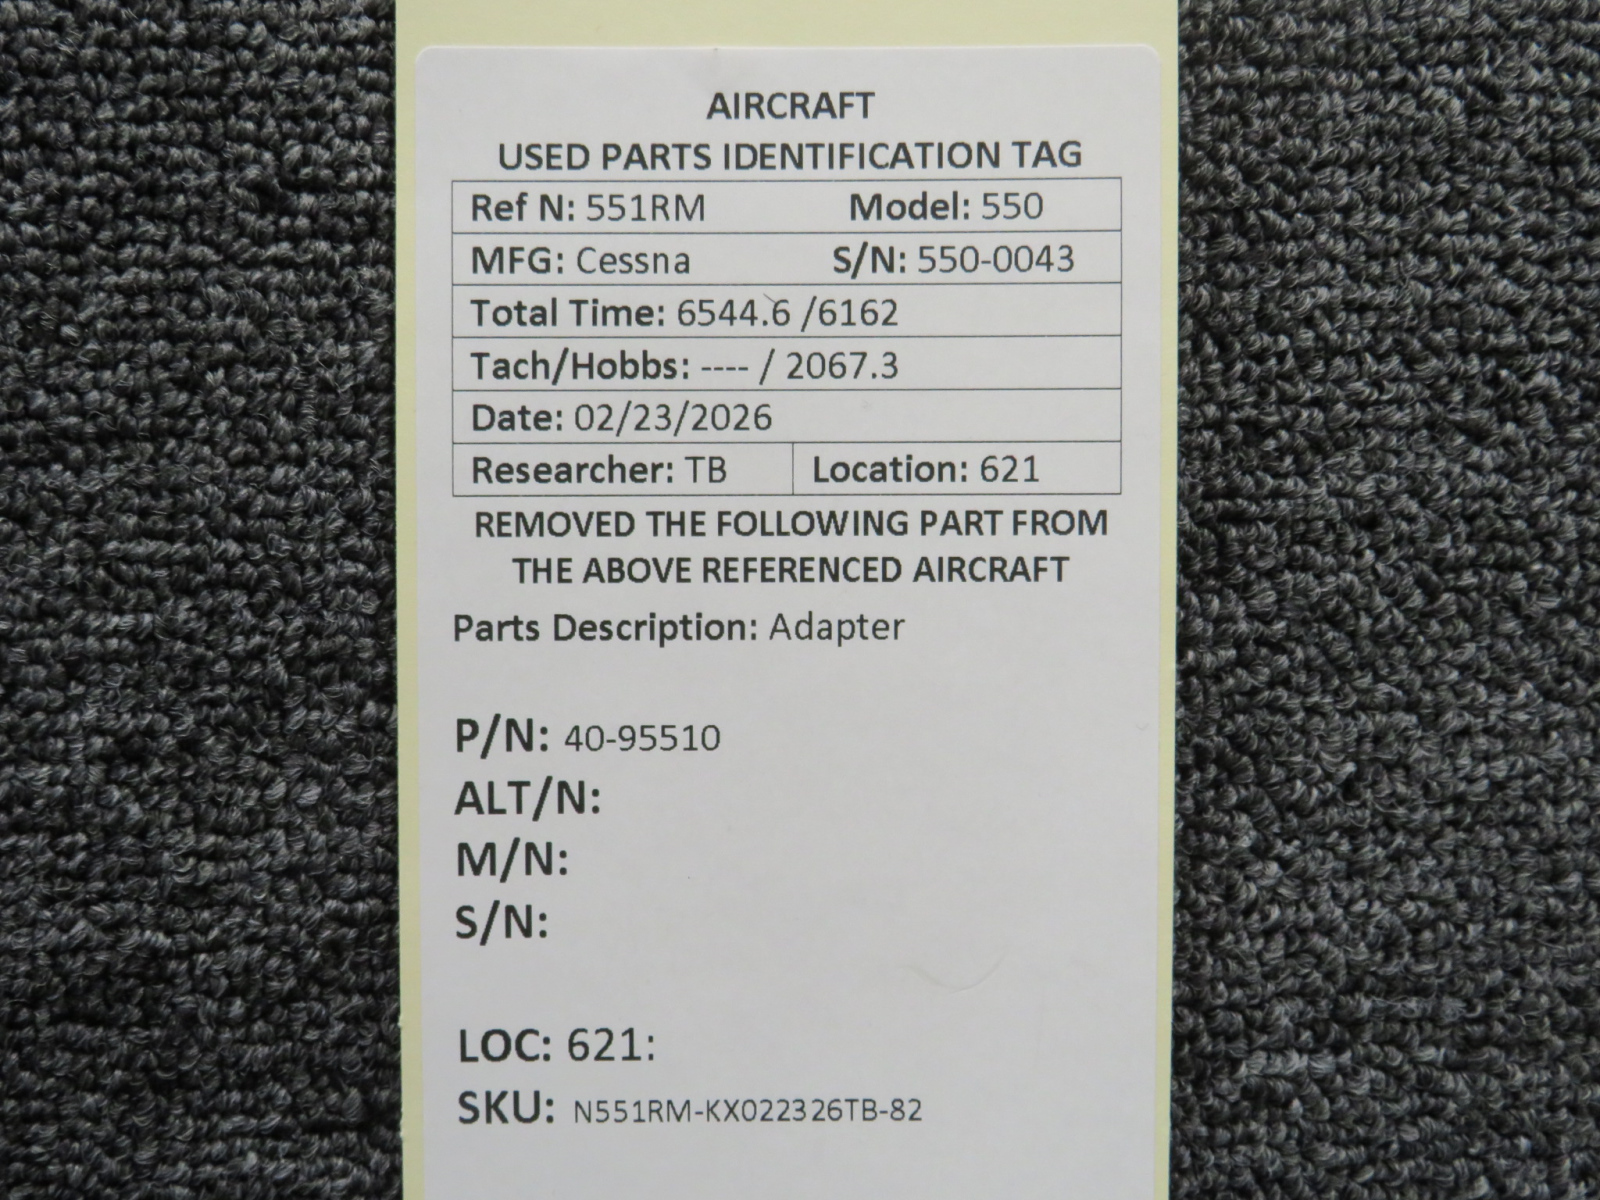 AIRCRAFT
USED PARTS IDENTIFICATION TAG
Ref N: 551RM Model: 550
MFG: Cessna S/N: 550-0043
Total Time: 6544.6 /6162
Tach/Hobbs: ---- / 2067.3
Date: 02/23/2026
Researcher: TB Location: 621
REMOVED THE FOLLOWING PART FROM
THE ABOVE REFERENCED AIRCRAFT
Parts Description: Adapter
P/N: 40-95510
ALT/N:
M/N:
S/N:
LOC: 621:
SKU: N551RM-KX022326TB-82